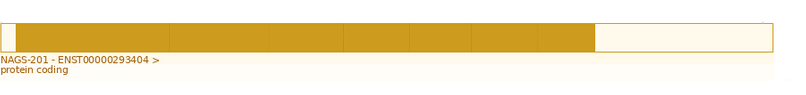 NAGS-201 - ENST00000293404 >
protein coding